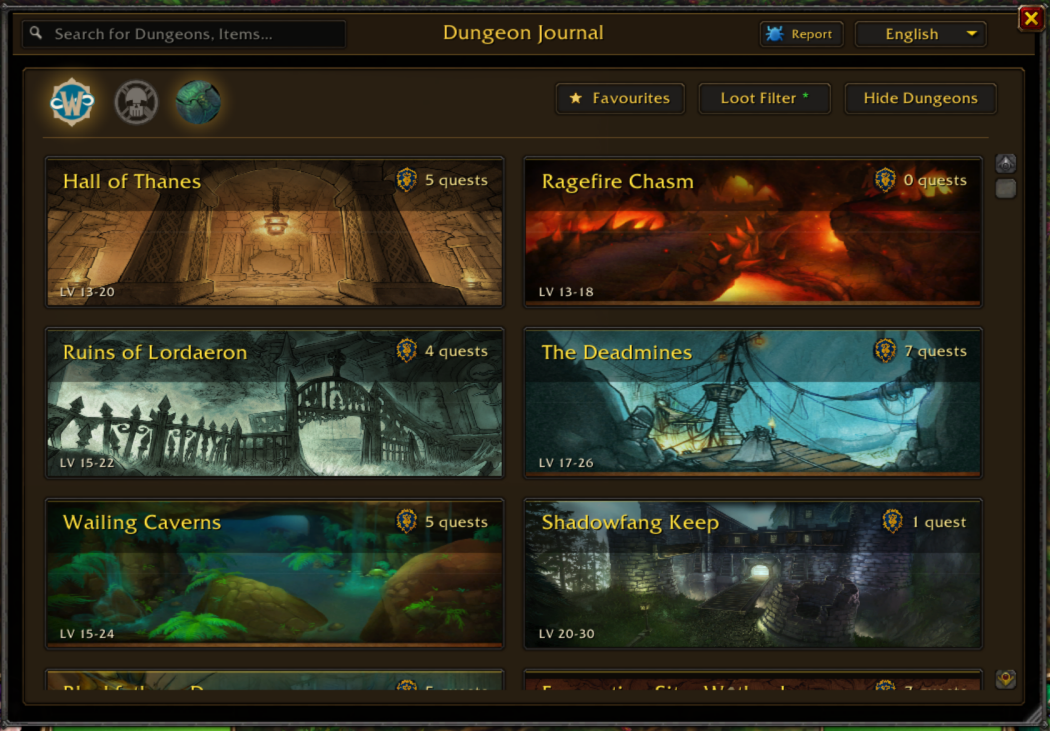 Search for Dungeons, Items...
Dungeon Journal
Report
English
W
Favourites
Loot Filter *
Hide Dungeons
Hall of Thanes
5 quests
LV 13-20
Ragefire Chasm
0 quests
LV 13-18
Ruins of Lordaeron
4 quests
LV 15-22
The Deadmines
7 quests
LV 17-26
Wailing Caverns
5 quests
LV 15-24
Shadowfang Keep
1 quest
LV 20-30